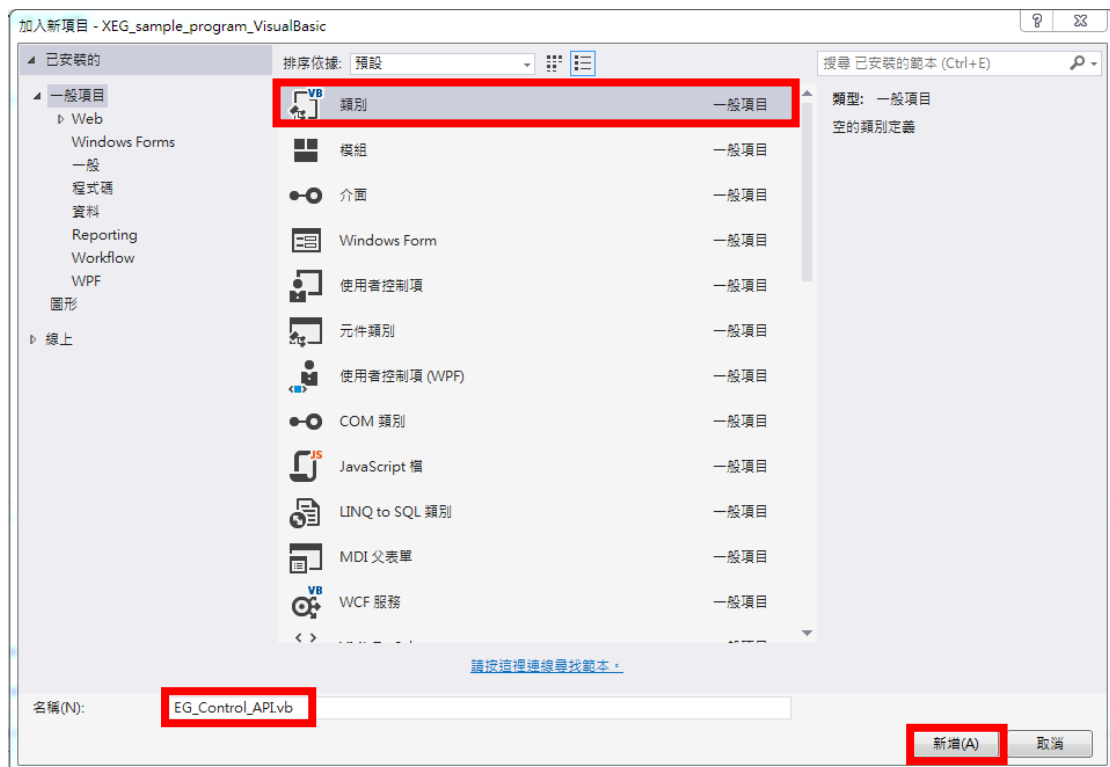 加入新項目 - XEG_sample_program_VisualBasic
已安裝的
排序依據: 預設
搜尋 已安裝的範本 (Ctrl+E)
一般項目
Web
Windows Forms
一般
程式碼
資料
Reporting
Workflow
WPF
圖形
線上
VB 類別 一般項目
模組 一般項目
介面 一般項目
Windows Form 一般項目
使用者控制項 一般項目
元件類別 一般項目
使用者控制項 (WPF) 一般項目
COM 類別 一般項目
JS JavaScript 檔 一般項目
LINQ to SQL 類別 一般項目
MDI 父表單 一般項目
VB WCF 服務 一般項目
類型: 一般項目
空的類別定義
請按這裡連線尋找範本。
名稱(N): EG_Control_API.vb
新增(A) 取消